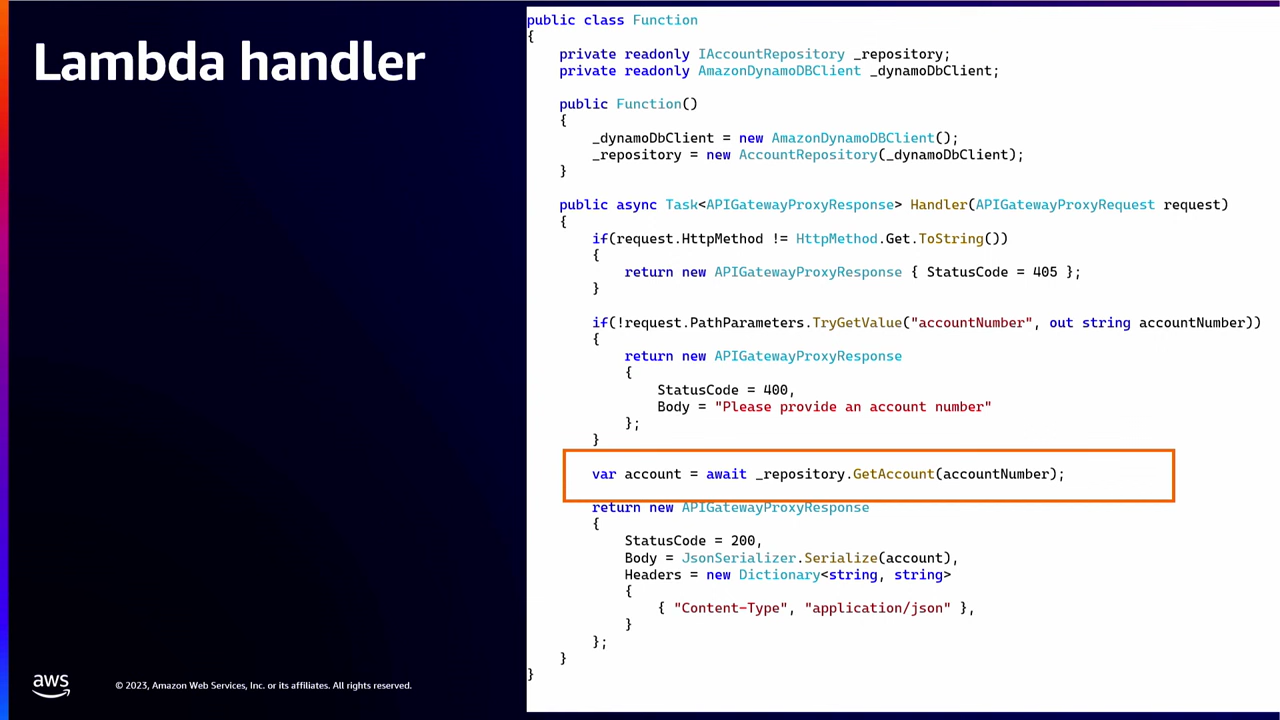 Lambda handler
public class Function
{
    private readonly IAccountRepository _repository;
    private readonly AmazonDynamoDBClient _dynamoDbClient;

    public Function()
    {
        _dynamoDbClient = new AmazonDynamoDBClient();
        _repository = new AccountRepository(_dynamoDbClient);
    }

    public async Task<APIGatewayProxyResponse> Handler(APIGatewayProxyRequest request)
    {
        if(request.HttpMethod != HttpMethod.Get.ToString())
        {
            return new APIGatewayProxyResponse { StatusCode = 405 };
        }

        if(!request.PathParameters.TryGetValue("accountNumber", out string accountNumber))
        {
            return new APIGatewayProxyResponse
            {
                StatusCode = 400,
                Body = "Please provide an account number"
            };
        }

        var account = await _repository.GetAccount(accountNumber);

        return new APIGatewayProxyResponse
        {
            StatusCode = 200,
            Body = JsonSerializer.Serialize(account),
            Headers = new Dictionary<string, string>
            {
                { "Content-Type", "application/json" },
            }
        };
    }
}
aws
© 2023, Amazon Web Services, Inc. or its affiliates. All rights reserved.